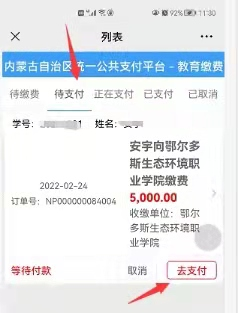 92% 11:30
列表
内蒙古自治区统一公共支付平台 - 教育缴费
待缴费 待支付 正在支付 已支付 已取消
学号: 姓名:
安宇向鄂尔多
斯生态环境职
业学院缴费
2022-02-24
5,000.00
订单号: NP000000084004
收缴单位: 鄂尔
多斯生态环境
职业学院
等待付款 取消 去支付